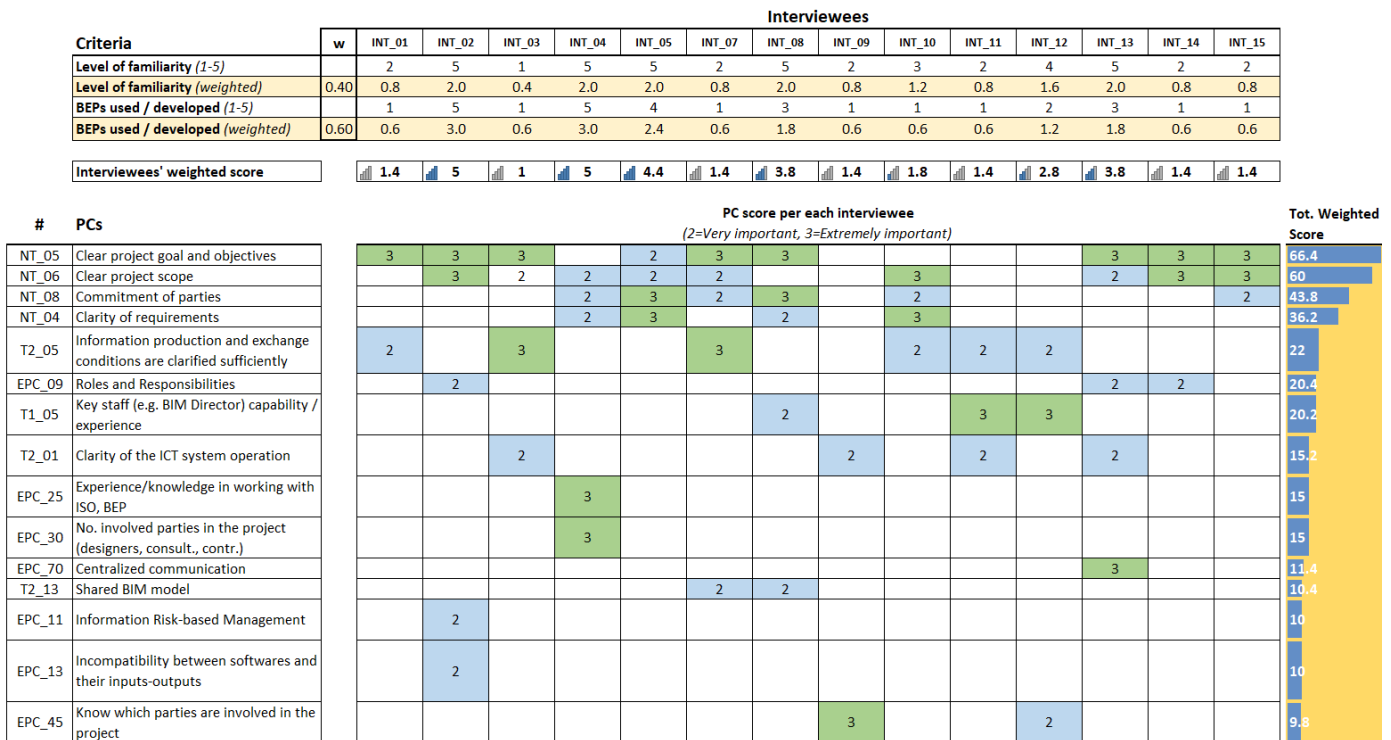 Interviewees
Criteria w INT_01 INT_02 INT_03 INT_04 INT_05 INT_07 INT_08 INT_09 INT_10 INT_11 INT_12 INT_13 INT_14 INT_15
Level of familiarity (1-5) 2 5 1 5 5 2 5 2 3 2 4 5 2 2
Level of familiarity (weighted) 0.40 0.8 2.0 0.4 2.0 2.0 0.8 2.0 0.8 1.2 0.8 1.6 2.0 0.8 0.8
BEPs used / developed (1-5) 1 5 1 5 4 1 3 1 1 1 2 3 1 1
BEPs used / developed (weighted) 0.60 0.6 3.0 0.6 3.0 2.4 0.6 1.8 0.6 0.6 0.6 1.2 1.8 0.6 0.6
Interviewees' weighted score 1.4 5 1 5 4.4 1.4 3.8 1.4 1.8 1.4 2.8 3.8 1.4 1.4
# PCs
PC score per each interviewee
(2=Very important, 3=Extremely important)
Tot. Weighted
Score
NT_05 Clear project goal and objectives 3 3 3 2 3 3 3 3 3 66.4
NT_06 Clear project scope 3 2 2 2 2 3 2 3 3 60
NT_08 Commitment of parties 2 3 2 3 2 2 43.8
NT_04 Clarity of requirements 2 3 2 3 36.2
T2_05 Information production and exchange
conditions are clarified sufficiently 2 3 3 2 2 2 22
EPC_09 Roles and Responsibilities 2 2 2 20.4
T1_05 Key staff (e.g. BIM Director) capability /
experience 2 3 3 20.2
T2_01 Clarity of the ICT system operation 2 2 2 2 15.2
EPC_25 Experience/knowledge in working with
ISO, BEP 3 15
EPC_30 No. involved parties in the project
(designers, consult., contr.) 3 15
EPC_70 Centralized communication 3 11.4
T2_13 Shared BIM model 2 2 10.4
EPC_11 Information Risk-based Management 2 10
EPC_13 Incompatibility between softwares and
their inputs-outputs 2 10
EPC_45 Know which parties are involved in the
project 3 2 9.8